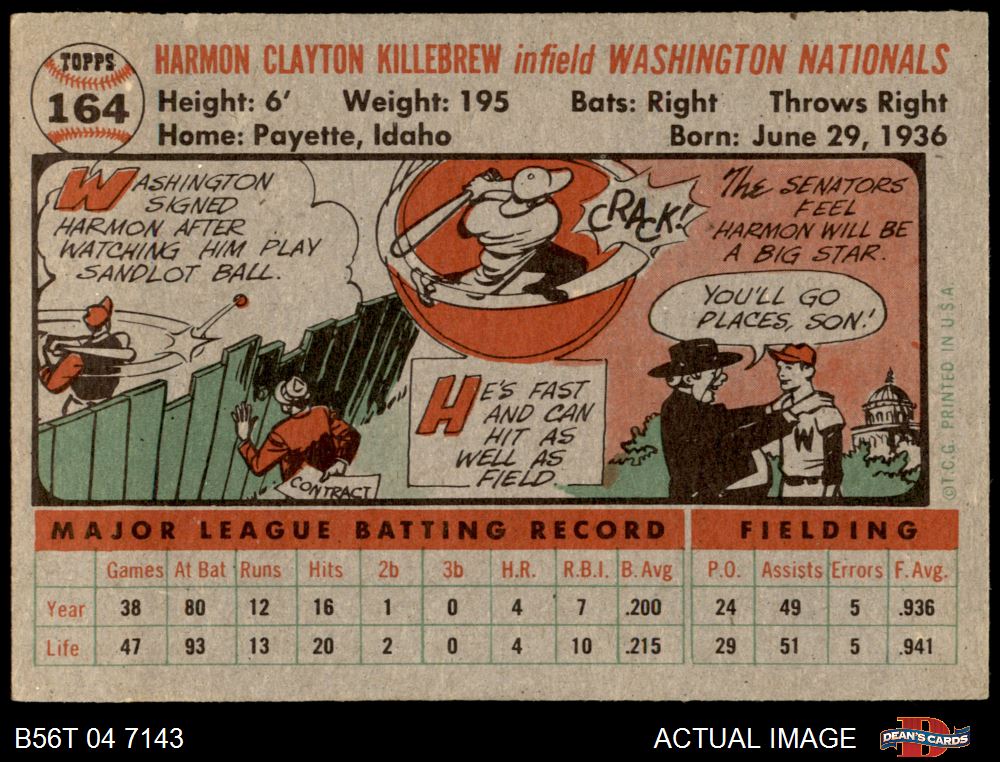 TOPPS
164
HARMON CLAYTON KILLEBREW infield WASHINGTON NATIONALS
Height: 6' Weight: 195 Bats: Right Throws Right
Home: Payette, Idaho Born: June 29, 1936
WASHINGTON
SIGNED
HARMON AFTER
WATCHING HIM PLAY
SANDLOT BALL.
CONTRACT
CRACK!
HE'S FAST
AND CAN
HIT AS
WELL AS
FIELD.
THE SENATORS
FEEL
HARMON WILL BE
A BIG STAR.
YOU'LL GO
PLACES, SON!
W
©T.C.G. PRINTED IN U.S.A.
MAJOR LEAGUE BATTING RECORD FIELDING
Games At Bat Runs Hits 2b 3b H.R. R.B.I. B. Avg P.O. Assists Errors F. Avg.
Year 38 80 12 16 1 0 4 7 .200 24 49 5 .936
Life 47 93 13 20 2 0 4 10 .215 29 51 5 .941
B56T 04 7143 ACTUAL IMAGE
D
DEAN'S CARDS